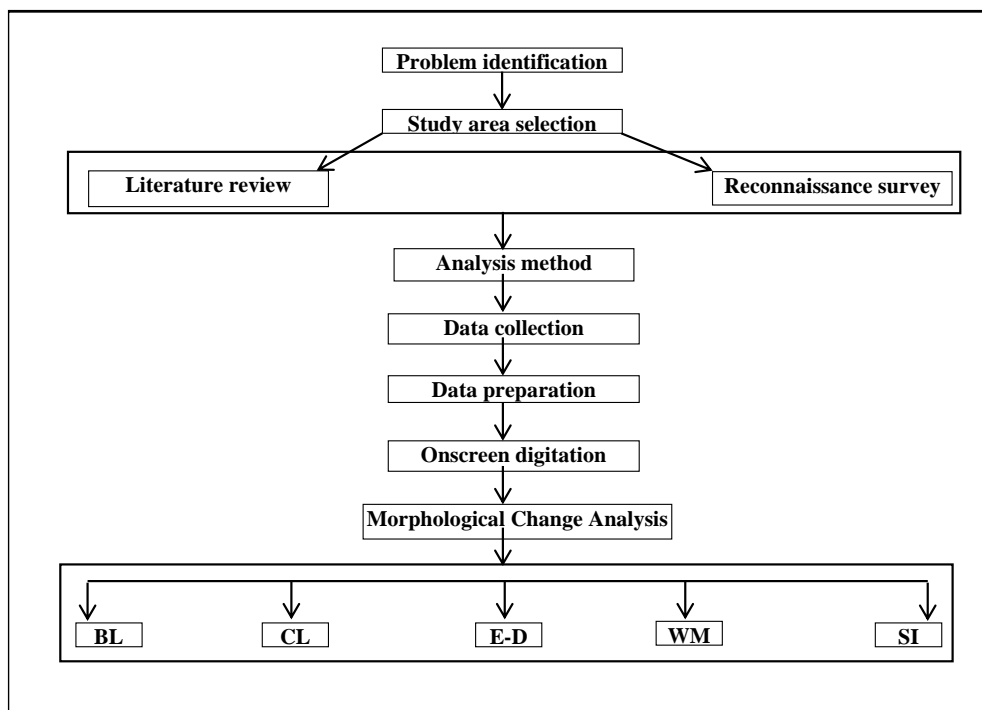 Problem identification
Study area selection
Literature review
Reconnaissance survey
Analysis method
Data collection
Data preparation
Onscreen digitation
Morphological Change Analysis
BL
CL
E-D
WM
SI